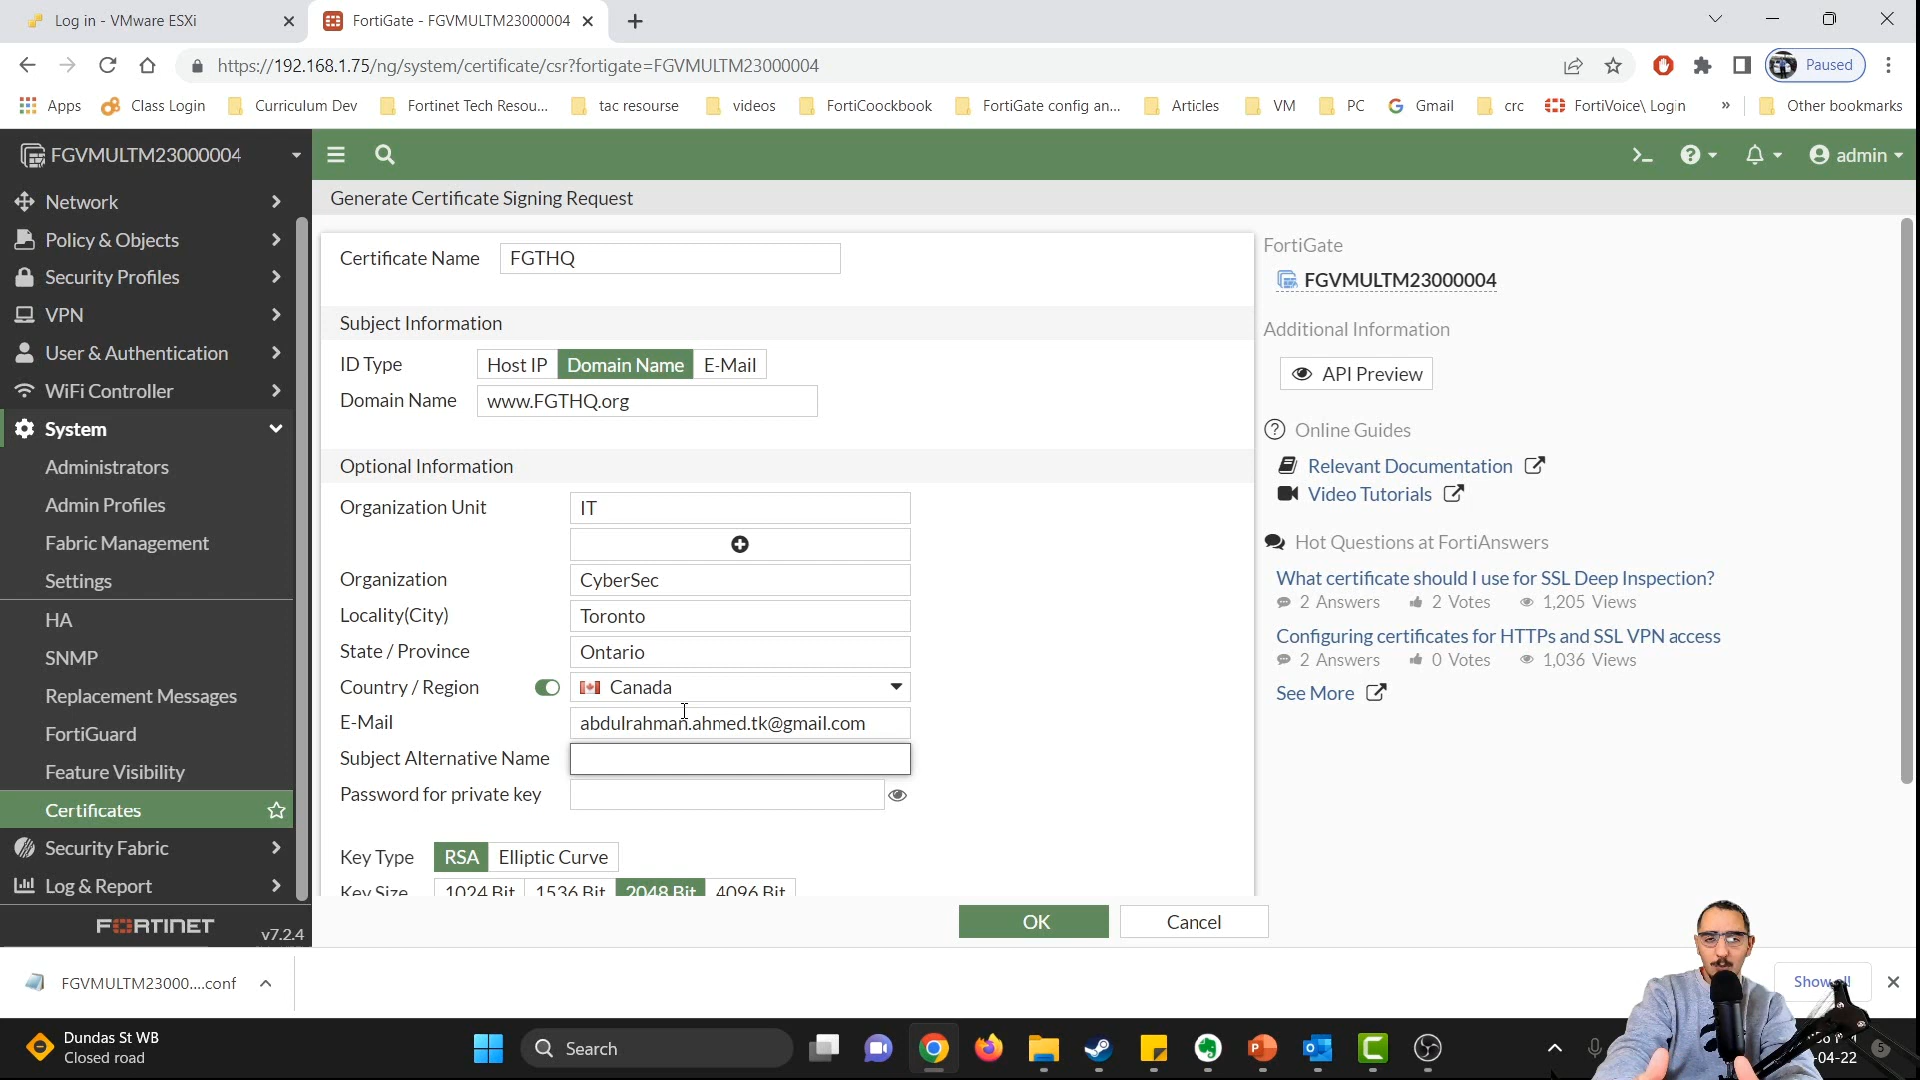 Log in - VMware ESXi
FortiGate - FGVMULTM23000004
https://192.168.1.75/ng/system/certificate/csr?fortigate=FGVMULTM23000004
Paused
Apps
Class Login
Curriculum Dev
Fortinet Tech Resou...
tac resourse
videos
FortiCoockbook
FortiGate config an...
Articles
VM
PC
Gmail
crc
FortiVoice\ Login
»
Other bookmarks
FGVMULTM23000004
admin
Network
Policy & Objects
Security Profiles
VPN
User & Authentication
WiFi Controller
System
Administrators
Admin Profiles
Fabric Management
Settings
HA
SNMP
Replacement Messages
FortiGuard
Feature Visibility
Certificates
Security Fabric
Log & Report
FORTINET
v7.2.4
Generate Certificate Signing Request
Certificate Name FGTHQ
Subject Information
ID Type Host IP Domain Name E-Mail
Domain Name www.FGTHQ.org
Optional Information
Organization Unit IT
Organization CyberSec
Locality(City) Toronto
State / Province Ontario
Country / Region Canada
E-Mail abdulrahman.ahmed.tk@gmail.com
Subject Alternative Name
Password for private key
Key Type RSA Elliptic Curve
Key Size 1024 Bit 1536 Bit 2048 Bit 4096 Bit
OK Cancel
FortiGate
FGVMULTM23000004
Additional Information
API Preview
Online Guides
Relevant Documentation
Video Tutorials
Hot Questions at FortiAnswers
What certificate should I use for SSL Deep Inspection?
2 Answers 2 Votes 1,205 Views
Configuring certificates for HTTPs and SSL VPN access
2 Answers 0 Votes 1,036 Views
See More
FGVMULTM23000....conf
Dundas St WB
Closed road
Search
-04-22
5